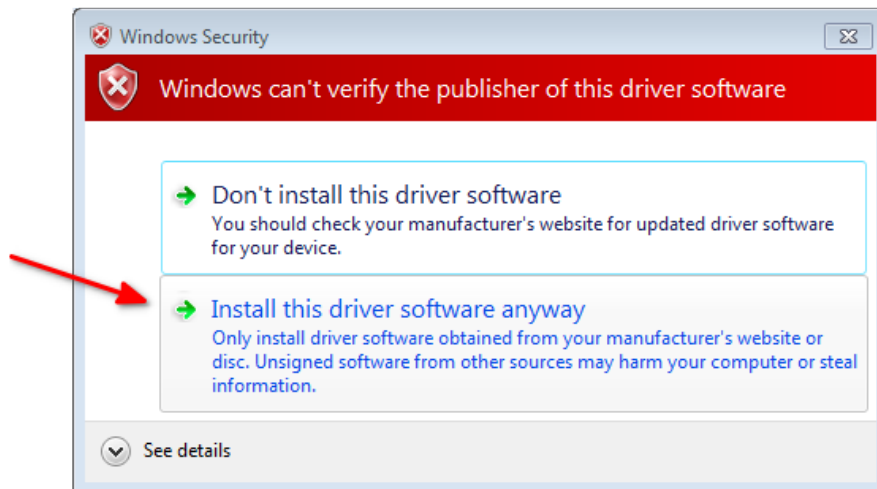 Windows Security
Windows can't verify the publisher of this driver software
Don't install this driver software
You should check your manufacturer's website for updated driver software
for your device.
Install this driver software anyway
Only install driver software obtained from your manufacturer's website or
disc. Unsigned software from other sources may harm your computer or steal
information.
See details